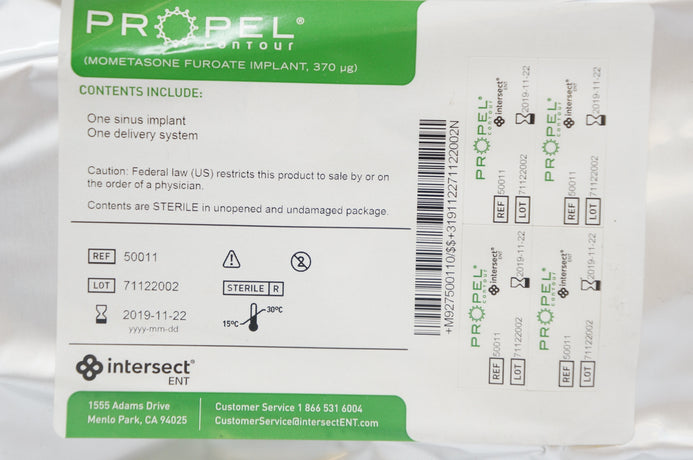 PROPEL®
contour
(MOMETASONE FUROATE IMPLANT, 370 µg)
CONTENTS INCLUDE:
One sinus implant
One delivery system
Caution: Federal law (US) restricts this product to sale by or on
the order of a physician.
Contents are STERILE in unopened and undamaged package.
REF 50011
LOT 71122002
STERILE R
2019-11-22
yyyy-mm-dd
15ºC 30ºC
intersect®
ENT
1555 Adams Drive
Menlo Park, CA 94025
Customer Service 1 866 531 6004
CustomerService@intersectENT.com
+M927500110/$$+319112271122002N
PROPEL®
contour
intersect®
ENT
2019-11-22
REF 50011
LOT 71122002
PROPEL®
contour
intersect®
ENT
2019-11-22
REF 50011
LOT 71122002
PROPEL®
contour
intersect®
ENT
2019-11-22
REF 50011
LOT 71122002
PROPEL®
contour
intersect®
ENT
2019-11-22
REF 50011
LOT 71122002